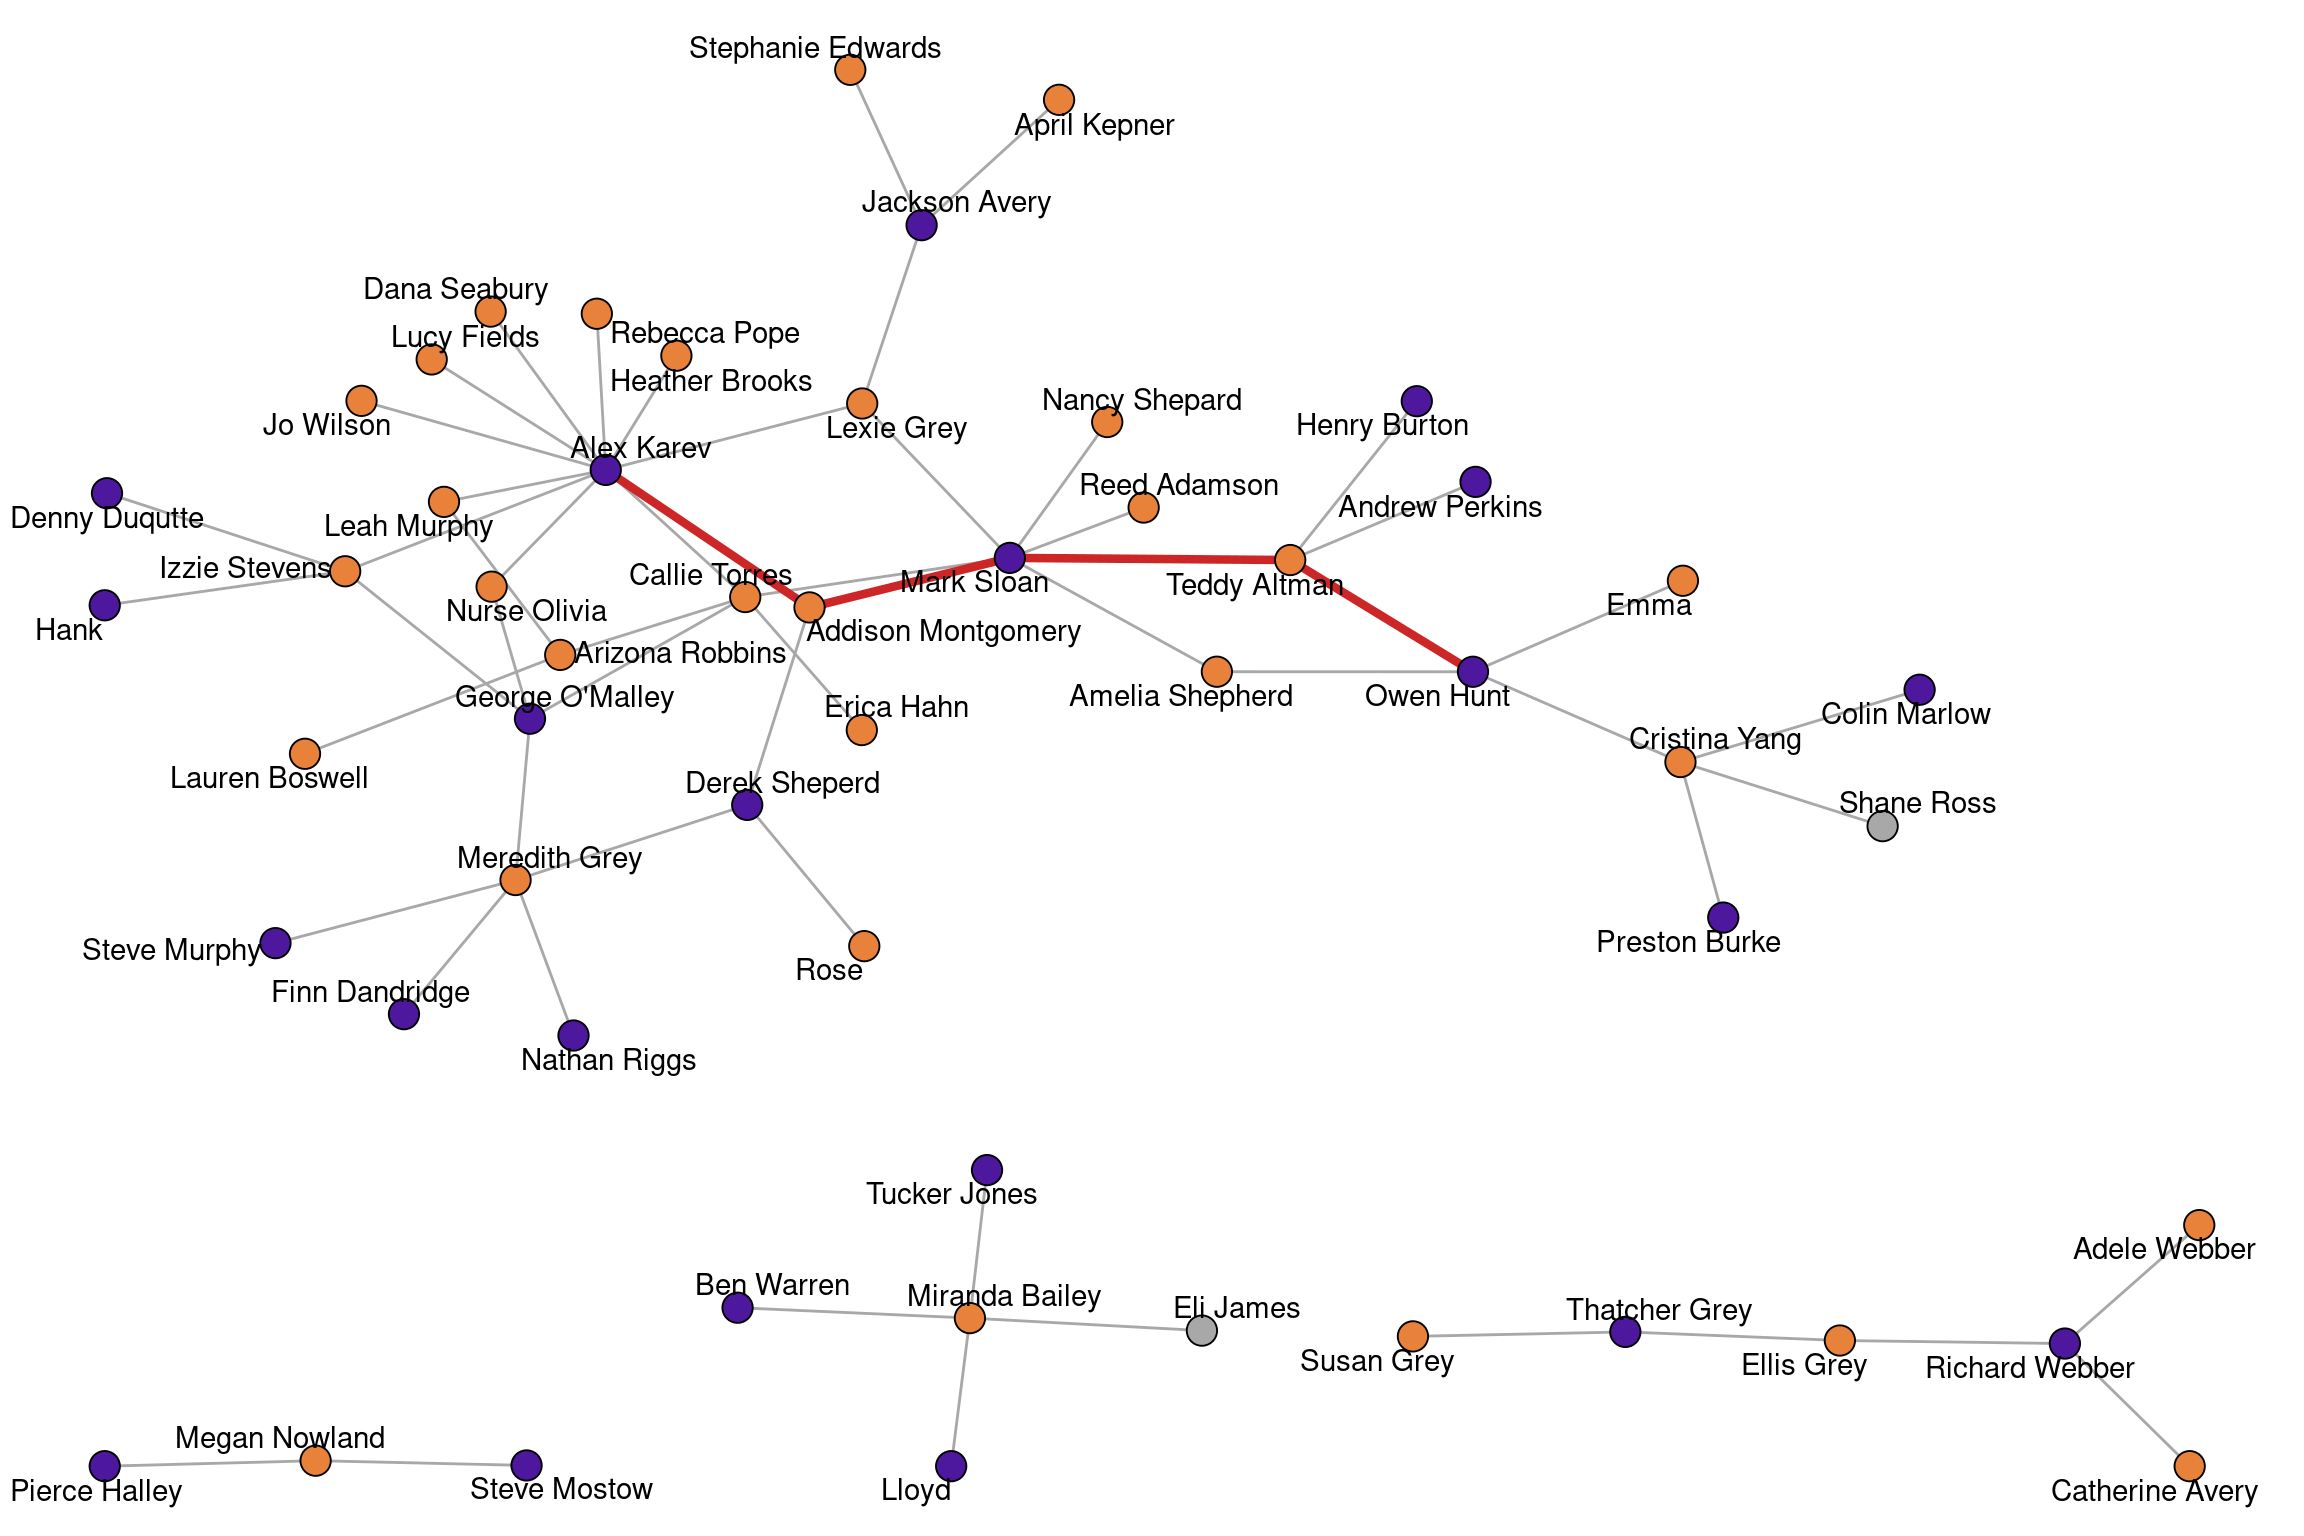 Stephanie Edwards
April Kepner
Jackson Avery
Dana Seabury
Rebecca Pope
Lucy Fields
Heather Brooks
Jo Wilson
Lexie Grey
Nancy Shepard
Henry Burton
Alex Karev
Reed Adamson
Andrew Perkins
Denny Duqutte
Leah Murphy
Izzie Stevens
Callie Torres
Mark Sloan
Teddy Altman
Emma
Hank
Nurse Olivia
Addison Montgomery
Arizona Robbins
George O'Malley
Erica Hahn
Amelia Shepherd
Owen Hunt
Colin Marlow
Cristina Yang
Lauren Boswell
Derek Sheperd
Shane Ross
Meredith Grey
Steve Murphy
Rose
Preston Burke
Finn Dandridge
Nathan Riggs
Tucker Jones
Adele Webber
Ben Warren
Miranda Bailey
Eli James
Thatcher Grey
Susan Grey
Ellis Grey
Richard Webber
Megan Nowland
Pierce Halley
Steve Mostow
Lloyd
Catherine Avery